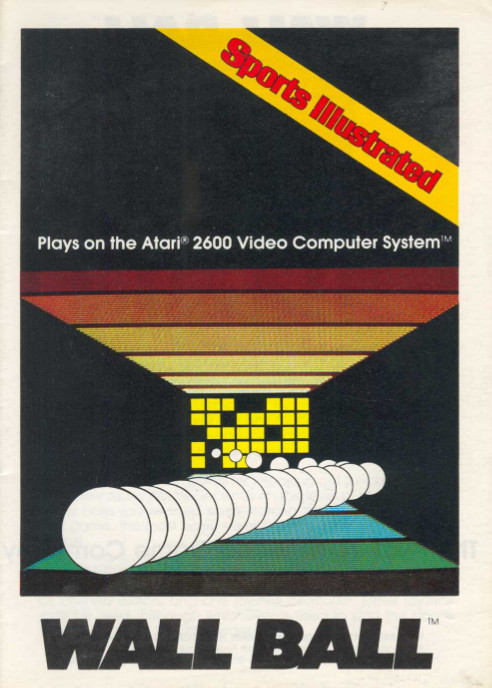 Sports Illustrated
Plays on the Atari® 2600 Video Computer System™
WALL BALL™